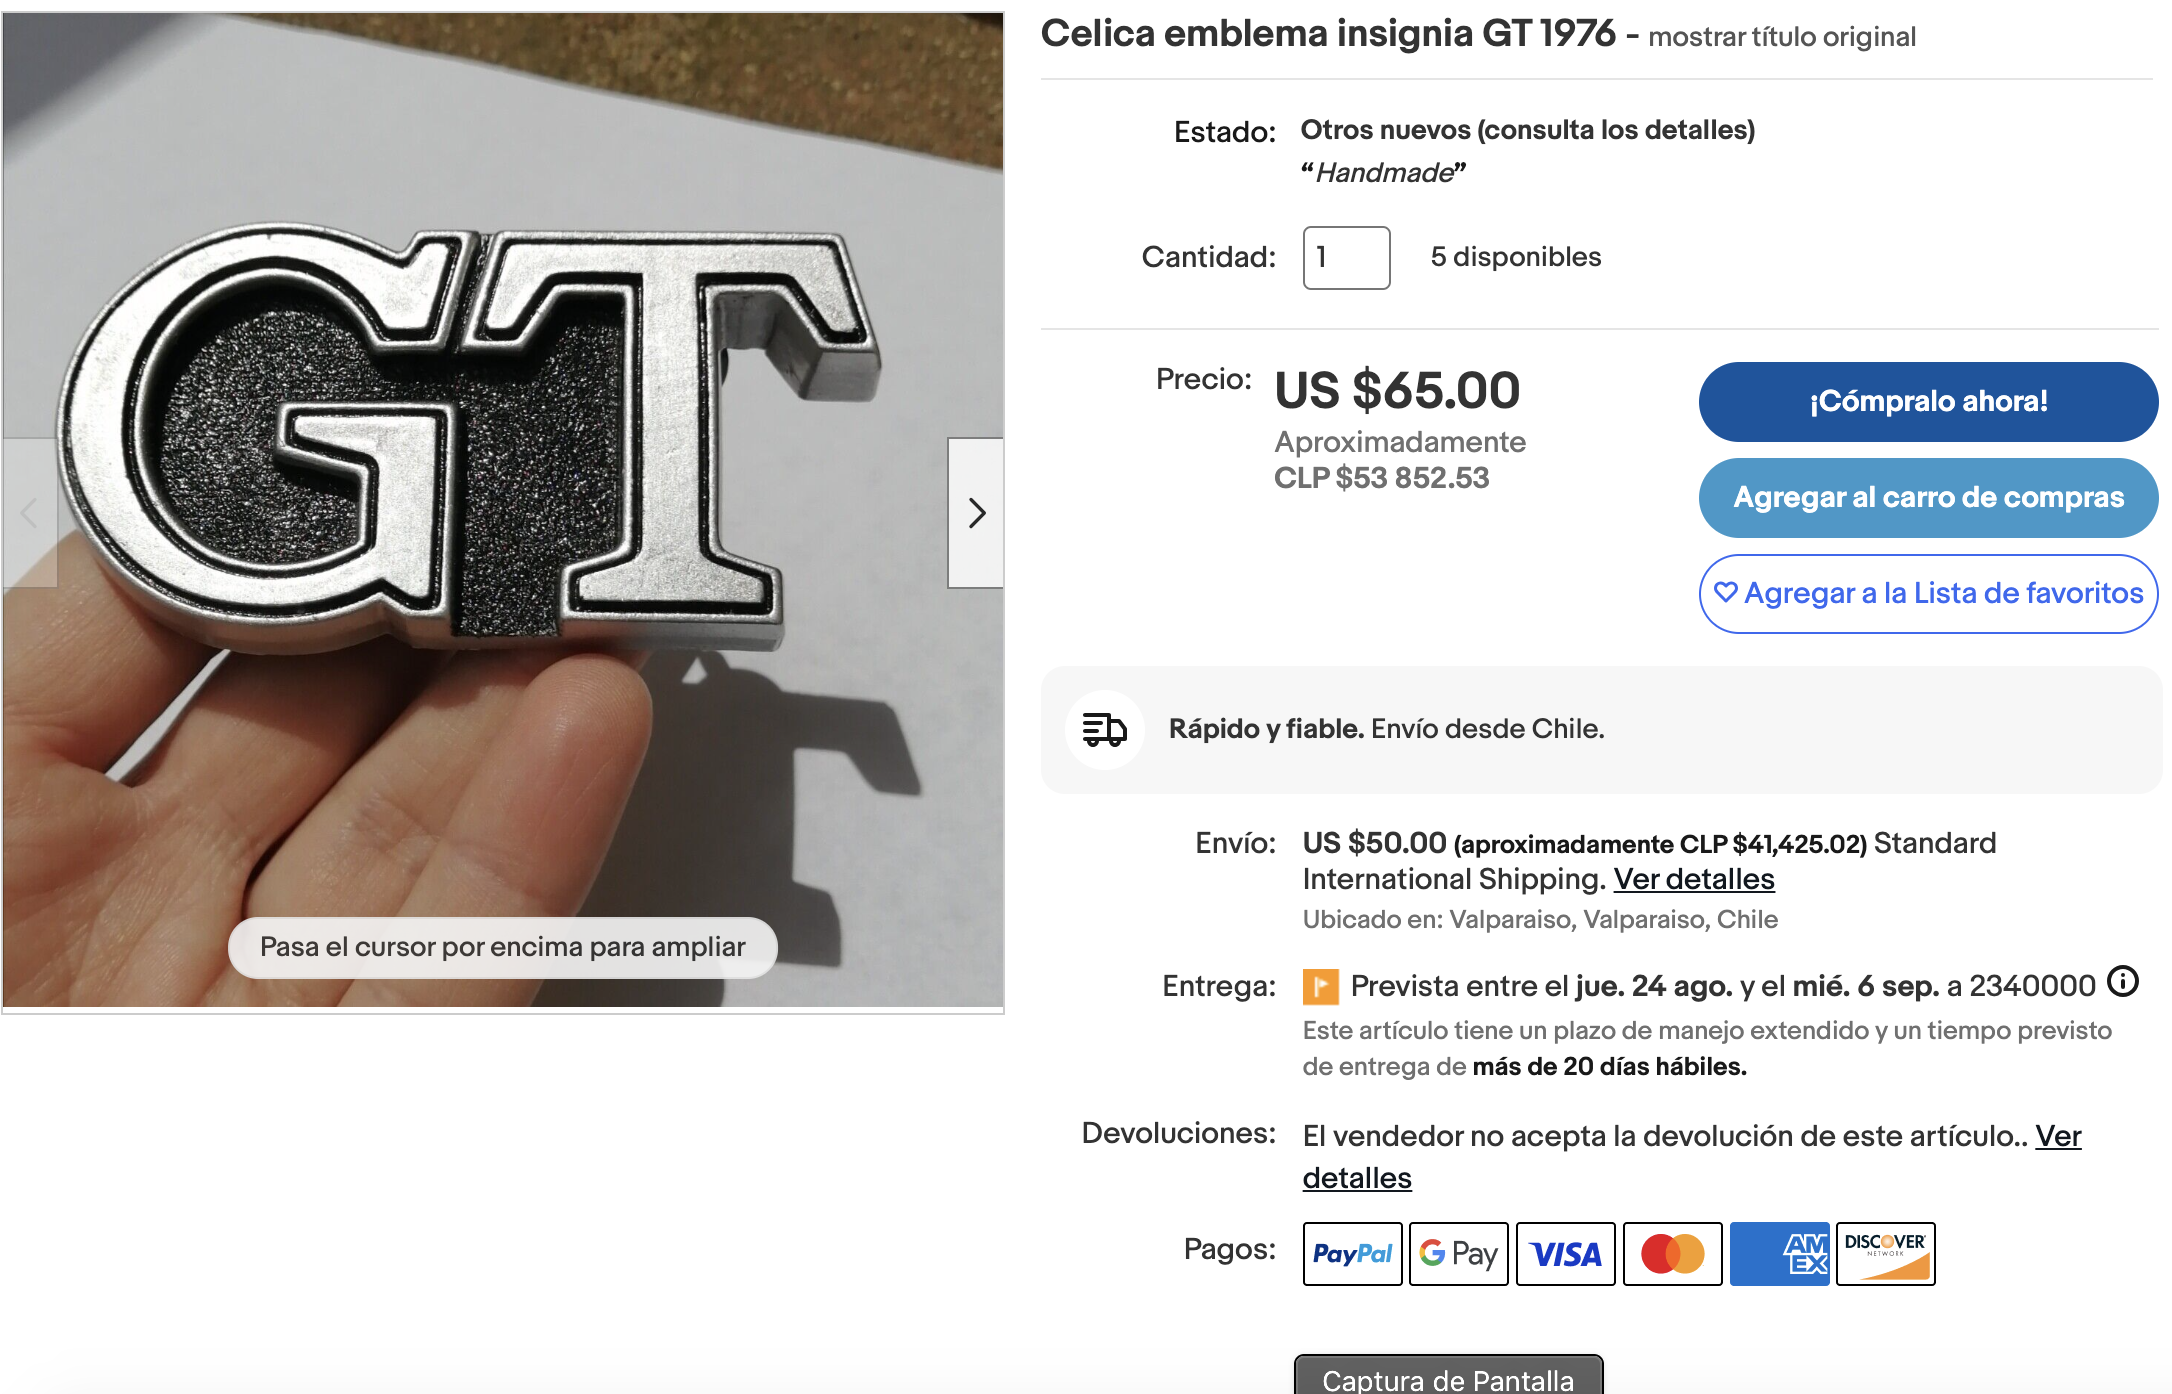 Celica emblema insignia GT 1976 - mostrar título original
GT
Estado: Otros nuevos (consulta los detalles)
“Handmade”
Cantidad: 1 5 disponibles
Precio: US $65.00
Aproximadamente
CLP $53 852.53
¡Cómpralo ahora!
Agregar al carro de compras
Agregar a la Lista de favoritos
Rápido y fiable. Envío desde Chile.
Envío: US $50.00 (aproximadamente CLP $41,425.02) Standard
International Shipping. Ver detalles
Ubicado en: Valparaiso, Valparaiso, Chile
Pasa el cursor por encima para ampliar
Entrega: Prevista entre el jue. 24 ago. y el mié. 6 sep. a 2340000
Este artículo tiene un plazo de manejo extendido y un tiempo previsto
de entrega de más de 20 días hábiles.
Devoluciones: El vendedor no acepta la devolución de este artículo.. Ver
detalles
Pagos: PayPal G Pay VISA AM EX DISCOVER NETWORK
Captura de Pantalla